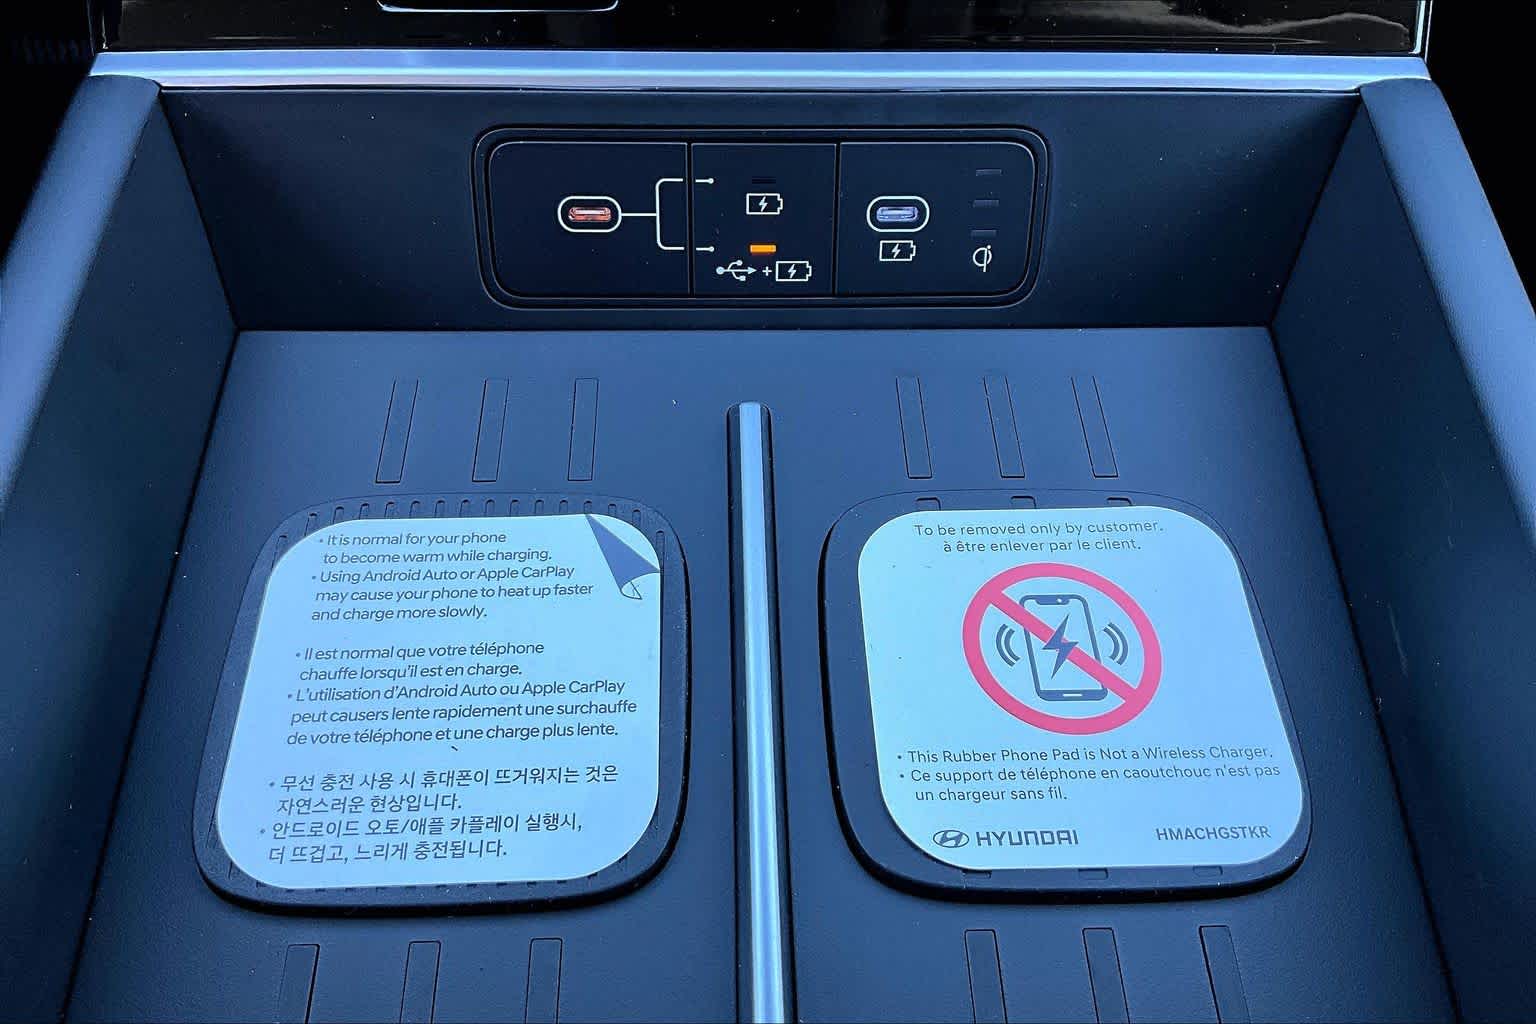 • It is normal for your phone
to become warm while charging.
• Using Android Auto or Apple CarPlay
may cause your phone to heat up faster
and charge more slowly.
• Il est normal que votre téléphone
chauffe lorsqu'il est en charge.
• L'utilisation d'Android Auto ou Apple CarPlay
peut causers lente rapidement une surchauffe
de votre téléphone et une charge plus lente.
• 무선 충전 사용 시 휴대폰이 뜨거워지는 것은
자연스러운 현상입니다.
• 안드로이드 오토/애플 카플레이 실행시,
더 뜨겁고, 느리게 충전됩니다.
To be removed only by customer.
à être enlever par le client.
• This Rubber Phone Pad is Not a Wireless Charger.
• Ce support de téléphone en caoutchouc n'est pas
un chargeur sans fil.
HYUNDAI HMACHGSTKR